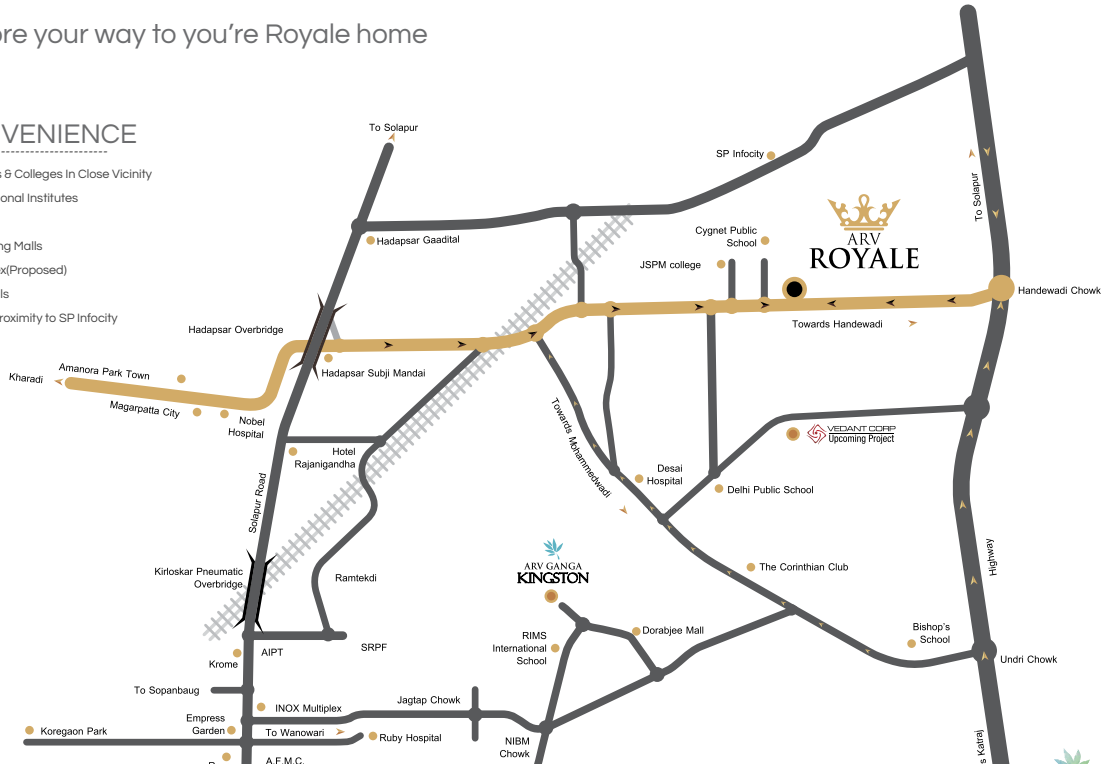 re your way to you’re Royale home
VENIENCE
& Colleges In Close Vicinity
onal Institutes
ng Malls
x(Proposed)
ls
roximity to SP Infocity
To Solapur
SP Infocity
To Solapur
Hadapsar Gaadital
Cygnet Public
School
JSPM college
ARV
ROYALE
Handewadi Chowk
Hadapsar Overbridge
Towards Handewadi
Kharadi
Amanora Park Town
Hadapsar Subji Mandai
Magarpatta City
Nobel
Hospital
Towards Mohammedwadi
VEDANT CORP
Upcoming Project
Hotel
Rajanigandha
Desai
Hospital
Delhi Public School
Solapur Road
Highway
Kirloskar Pneumatic
Overbridge
Ramtekdi
ARV GANGA
KINGSTON
The Corinthian Club
AIPT
SRPF
Krome
RIMS
International
School
Dorabjee Mall
Bishop's
School
Undri Chowk
To Sopanbaug
INOX Multiplex
Jagtap Chowk
Empress
Garden
To Wanowari
Koregaon Park
Ruby Hospital
NIBM
Chowk
A.F.M.C.
s Katraj